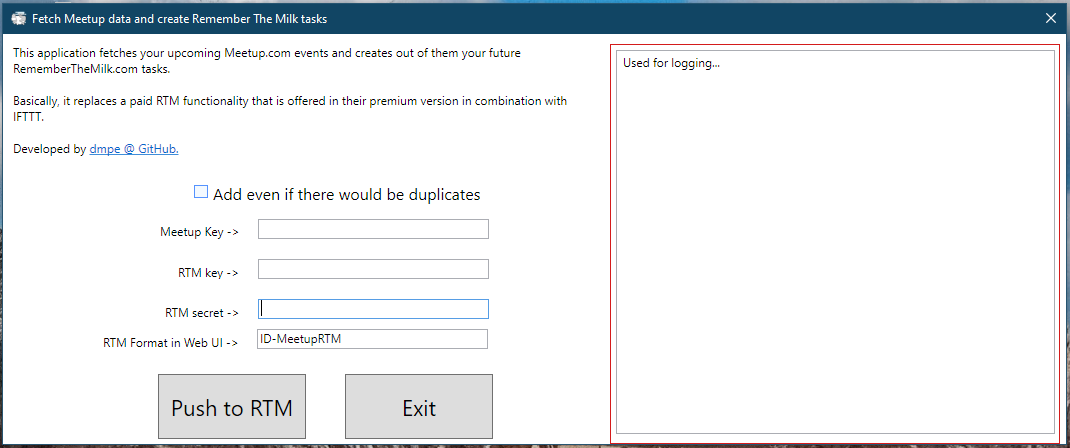 Fetch Meetup data and create Remember The Milk tasks
This application fetches your upcoming Meetup.com events and creates out of them your future
RememberTheMilk.com tasks.
Basically, it replaces a paid RTM functionality that is offered in their premium version in combination with
IFTTT.
Developed by dmpe @ GitHub.
Add even if there would be duplicates
Meetup Key ->
RTM key ->
RTM secret ->
RTM Format in Web UI -> ID-MeetupRTM
Push to RTM Exit
Used for logging...